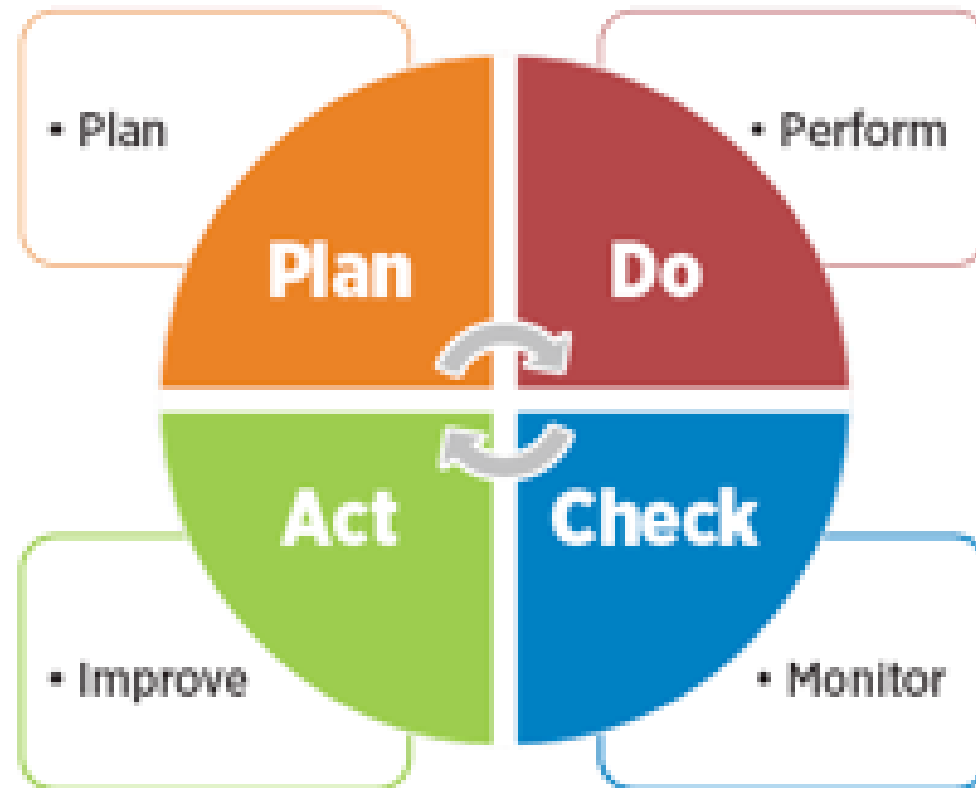 • Plan
• Perform
Plan
Do
Act
Check
• Improve
• Monitor